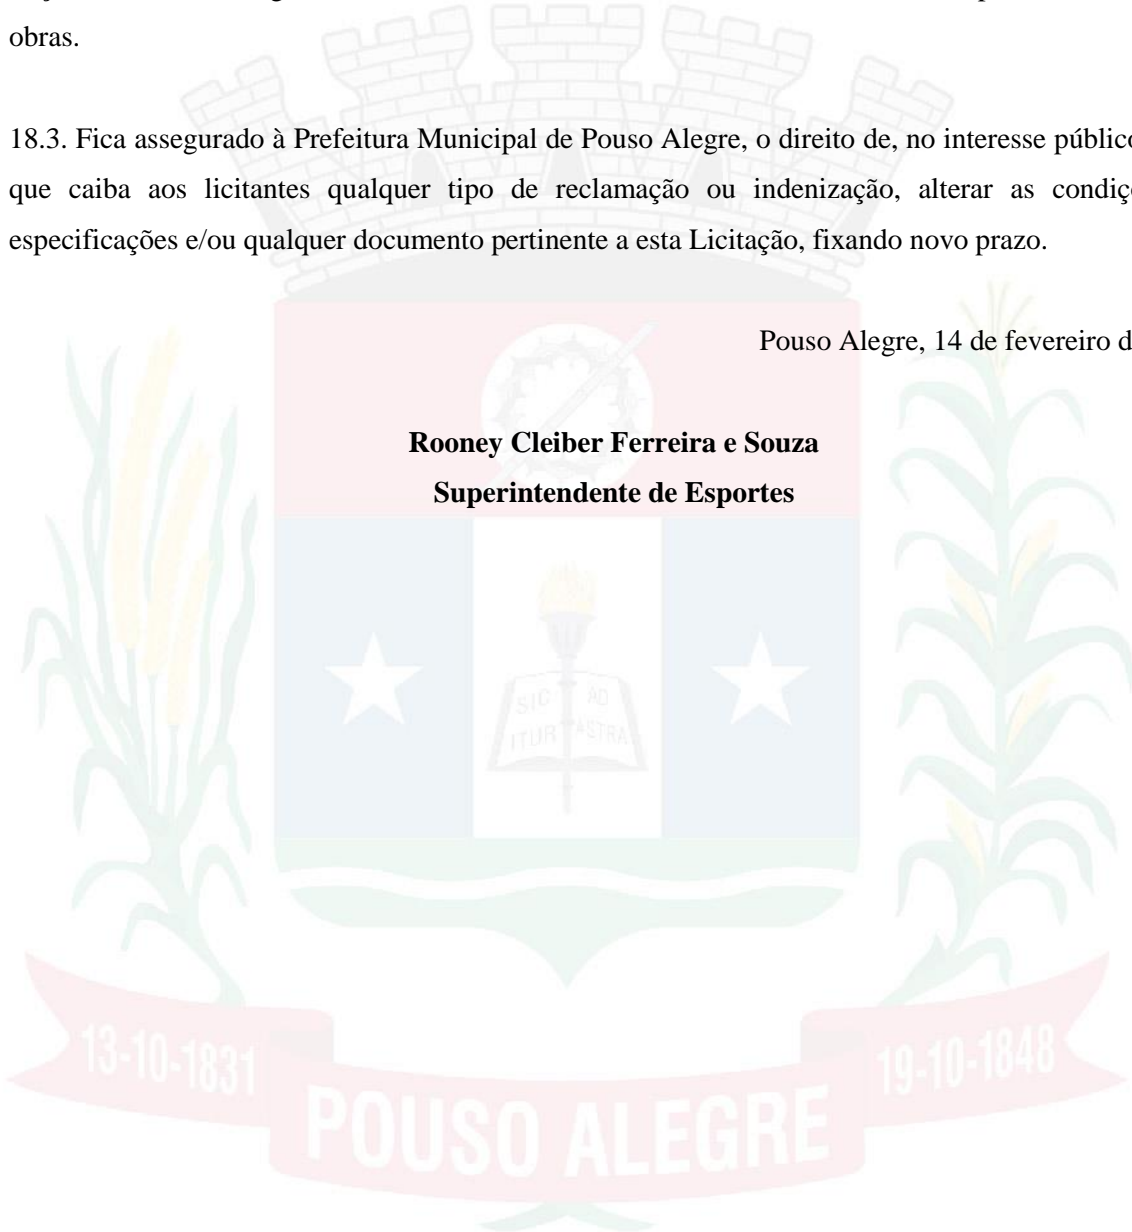 obras.
18.3. Fica assegurado à Prefeitura Municipal de Pouso Alegre, o direito de, no interesse público
que caiba aos licitantes qualquer tipo de reclamação ou indenização, alterar as
especificações e/ou qualquer documento pertinente a esta Licitação, fixando novo prazo.
Pouso Alegre, 14 de fevereiro
Rooney Cleiber Ferreira e Souza
Superintendente de Esportes
SIC AD
ITUR ASTRA
13-10-1831
19-10-1848
POUSO ALEGRE